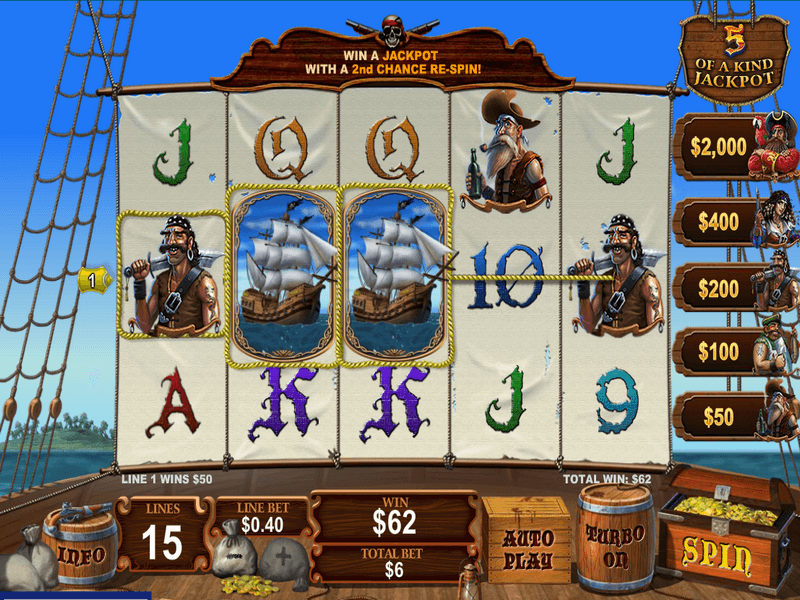 WIN A JACKPOT
WITH A 2nd CHANCE RE-SPIN!
5
OF A KIND
JACKPOT
J
Q
Q
J
$2,000
$400
1
10
$200
$100
A
K
K
J
9
$50
LINE 1 WINS $50
TOTAL WIN: $62
INFO
LINES
15
LINE BET
$0.40
WIN
$62
TOTAL BET
$6
AUTO
PLAY
TURBO
ON
SPIN